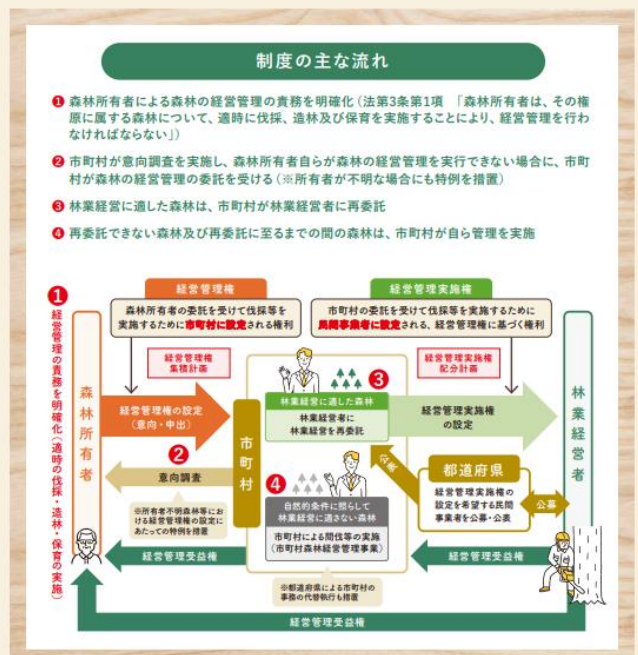 制度の主な流れ
❶ 森林所有者による森林の経営管理の責務を明確化(法第3条第1項 「森林所有者は、その権
原に属する森林について、適時に伐採、造林及び保育を実施することにより、経営管理を行わ
なければならない」)
❷ 市町村が意向調査を実施し、森林所有者自らが森林の経営管理を実行できない場合に、市町
村が森林の経営管理の委託を受ける(※所有者が不明な場合にも特例を措置)
❸ 林業経営に適した森林は、市町村が林業経営者に再委託
❹ 再委託できない森林及び再委託に至るまでの間の森林は、市町村が自ら管理を実施
❶
経営管理の責務を明確化(適時の伐採・造林・保育の実施)
森林所有者
経営管理権
森林所有者の委託を受けて伐採等を
実施するために市町村に設定される権利
経営管理実施権
市町村の委託を受けて伐採等を実施するために
民間事業者に設定される、経営管理権に基づく権利
経営管理権
集積計画
経営管理権の設定
(意向・申出)
❷
意向調査
※所有者不明森林等にお
ける経営管理権の設定に
あたっての特例を措置
市町村
❸
林業経営に適した森林
林業経営者に
林業経営を再委託
❹
自然的条件に照らして
林業経営に適さない森林
市町村による間伐等の実施
(市町村森林経営管理事業)
※都道府県による市町村の
事務の代替執行も措置
経営管理実施権
配分計画
経営管理実施権
の設定
公表
都道府県
経営管理実施権の
設定を希望する民間
事業者を公募・公表
公募
林業経営者
経営管理受益権
経営管理受益権
経営管理受益権